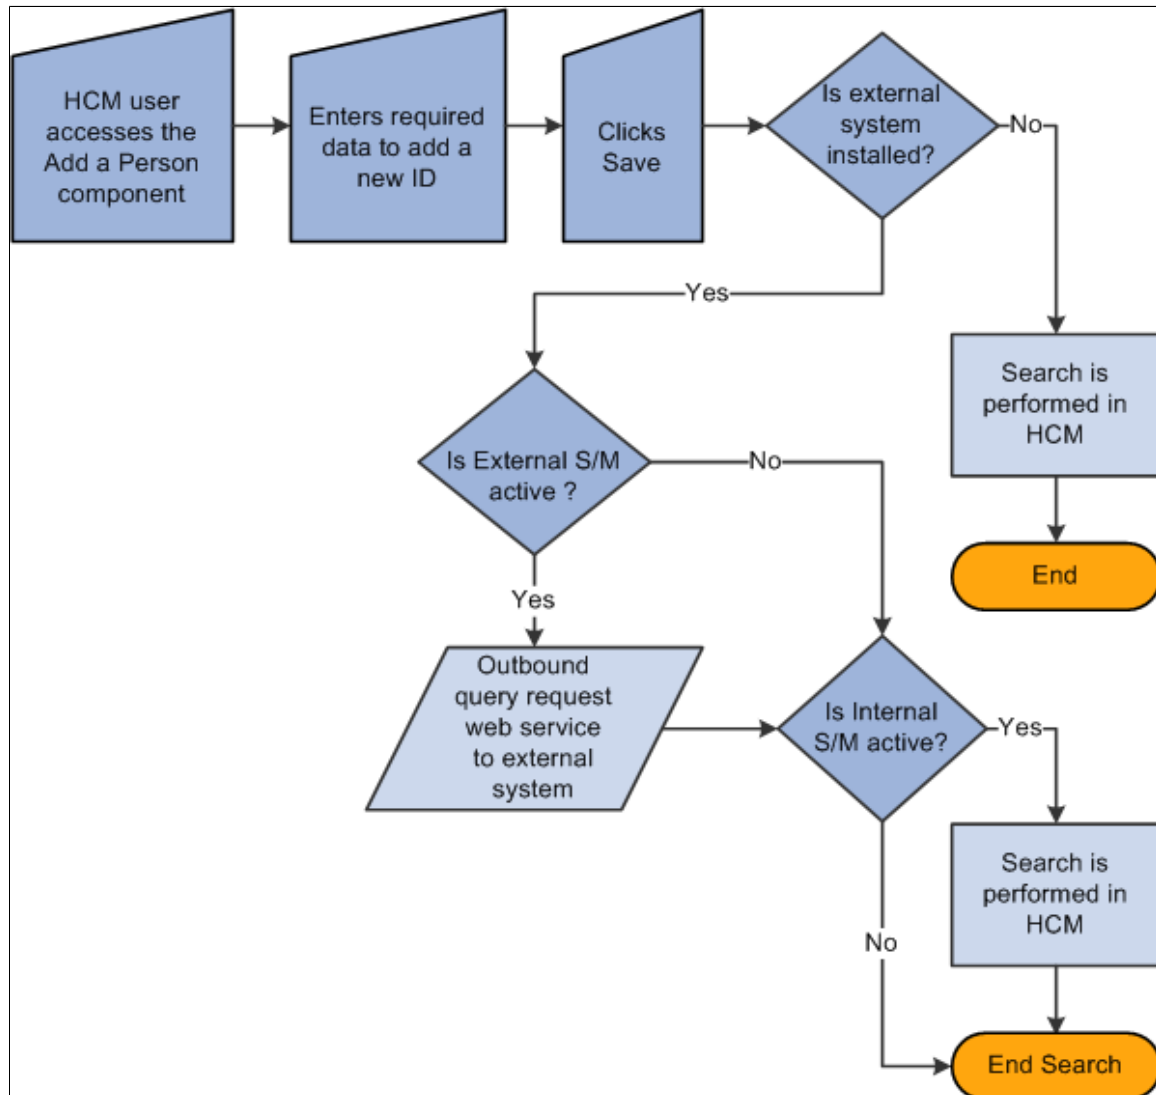 HCM user
accesses the
Add a Person
component
Enters required
data to add a
new ID
Clicks
Save
Is external
system
installed?
No
Yes
Search is
performed in
HCM
End
Is External S/M
active ?
No
Yes
Outbound
query request
web service
to external
system
Is Internal
S/M active?
Yes
No
Search is
performed in
HCM
End Search